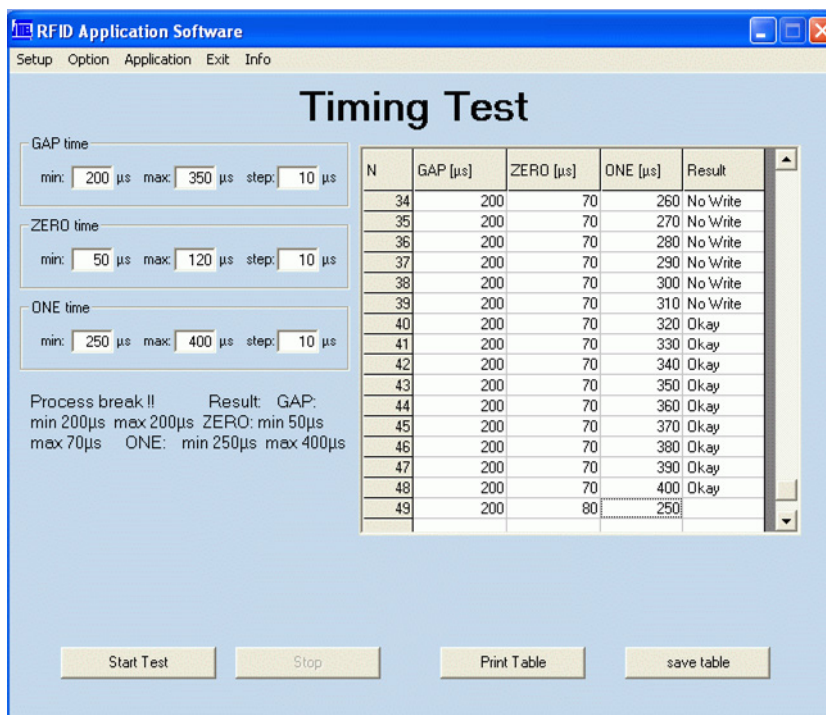 RFID Application Software
Setup Option Application Exit Info
Timing Test
GAP time
min: 200 µs max: 350 µs step: 10 µs
ZERO time
min: 50 µs max: 120 µs step: 10 µs
ONE time
min: 250 µs max: 400 µs step: 10 µs
Process break !! Result: GAP:
min 200µs max 200µs ZERO: min 50µs
max 70µs ONE: min 250µs max 400µs
N GAP [µs] ZERO [µs] ONE [µs] Result
34 200 70 260 No Write
35 200 70 270 No Write
36 200 70 280 No Write
37 200 70 290 No Write
38 200 70 300 No Write
39 200 70 310 No Write
40 200 70 320 Okay
41 200 70 330 Okay
42 200 70 340 Okay
43 200 70 350 Okay
44 200 70 360 Okay
45 200 70 370 Okay
46 200 70 380 Okay
47 200 70 390 Okay
48 200 70 400 Okay
49 200 80 250
Start Test Stop Print Table save table